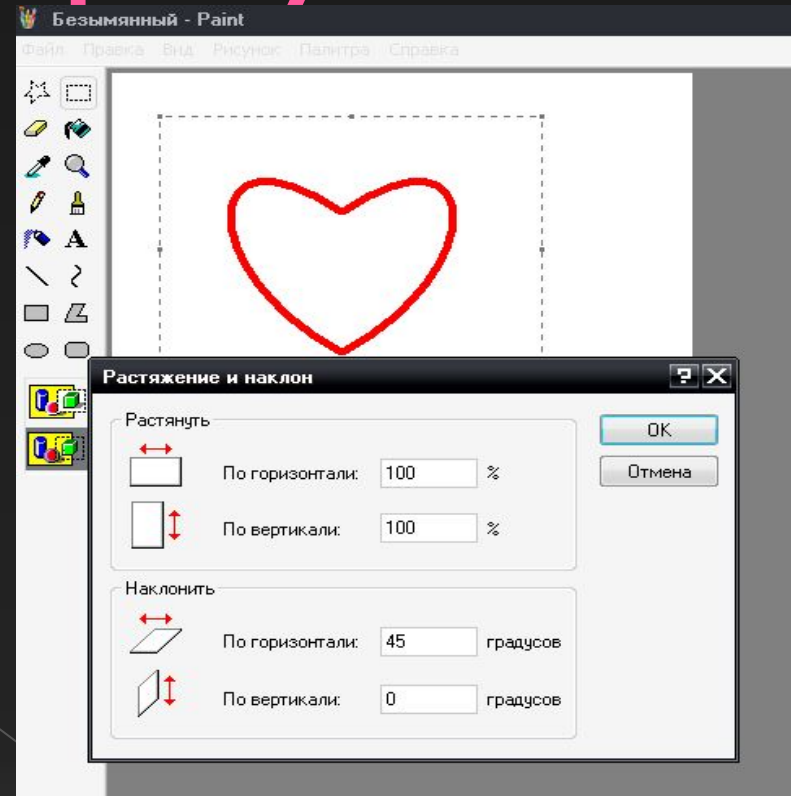 Безымянный - Paint
Файл Правка Вид Рисунок Палитра Справка
A
Растяжение и наклон
Растянуть
По горизонтали: 100 %
По вертикали: 100 %
OK
Отмена
Наклонить
По горизонтали: 45 градусов
По вертикали: 0 градусов